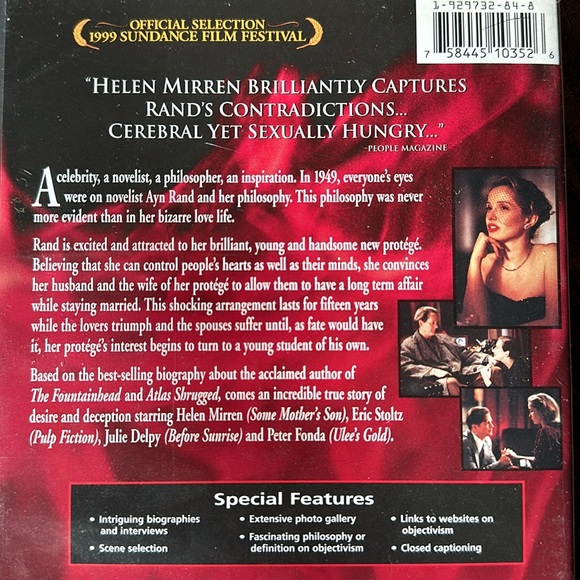 1-929732-84-8
7 58445 10352 6
OFFICIAL SELECTION
1999 SUNDANCE FILM FESTIVAL
“HELEN MIRREN BRILLIANTLY CAPTURES
RAND'S CONTRADICTIONS...
CEREBRAL YET SEXUALLY HUNGRY...”
-PEOPLE MAGAZINE
A celebrity, a novelist, a philosopher, an inspiration. In 1949, everyone's eyes
were on novelist Ayn Rand and her philosophy. This philosophy was never
more evident than in her bizarre love life.
Rand is excited and attracted to her brilliant, young and handsome new protégé.
Believing that she can control people's hearts as well as their minds, she convinces
her husband and the wife of her protégé to allow them to have a long term affair
while staying married. This shocking arrangement lasts for fifteen years
while the lovers triumph and the spouses suffer until, as fate would have
it, her protégé's interest begins to turn to a young student of his own.
Based on the best-selling biography about the acclaimed author of
The Fountainhead and Atlas Shrugged, comes an incredible true story of
desire and deception starring Helen Mirren (Some Mother's Son), Eric Stoltz
(Pulp Fiction), Julie Delpy (Before Sunrise) and Peter Fonda (Ulee's Gold).
Special Features
• Intriguing biographies
and interviews
• Scene selection
• Extensive photo gallery
• Fascinating philosophy or
definition on objectivism
• Links to websites on
objectivism
• Closed captioning